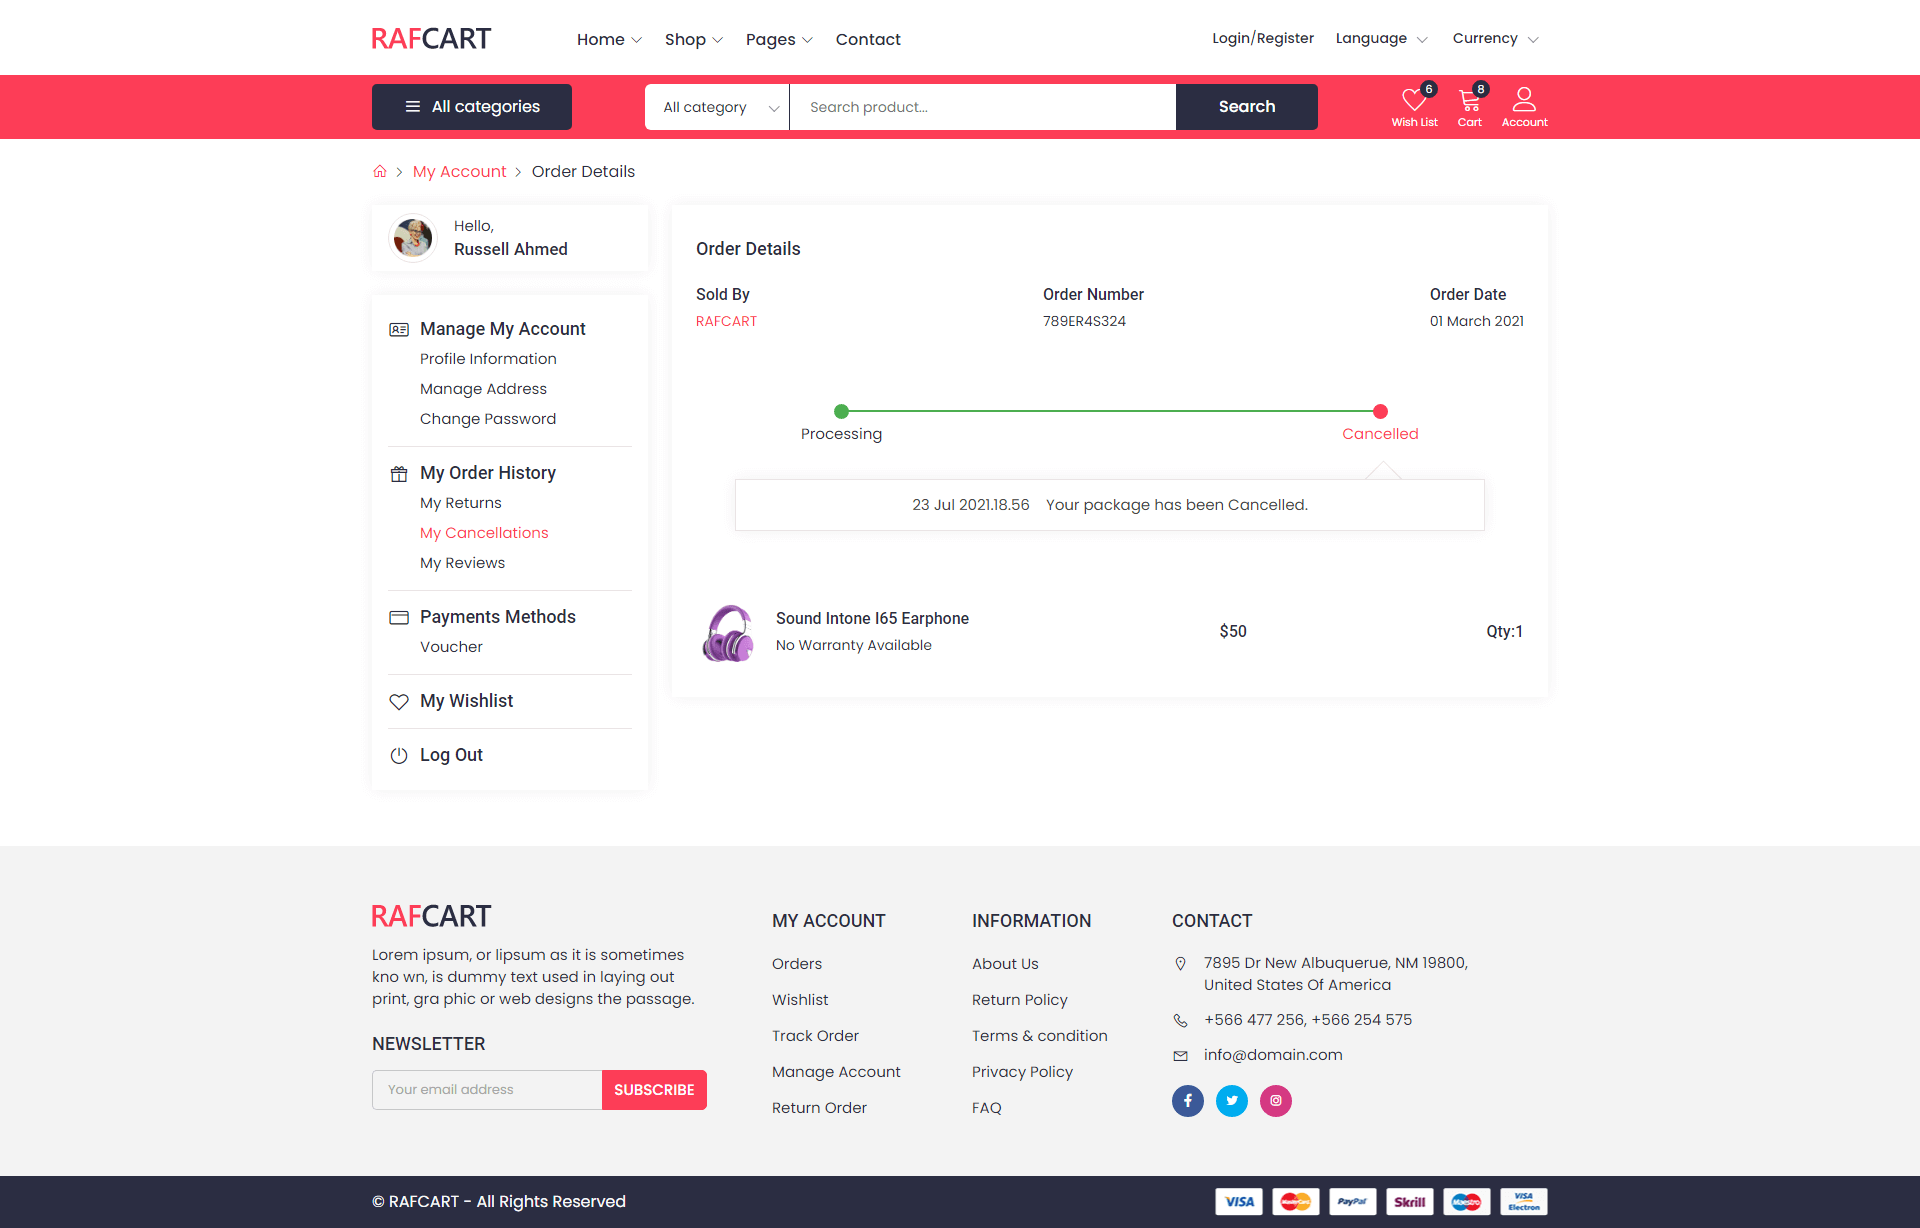 RAFCART
Home Shop Pages Contact
Login/Register Language Currency
All categories
All category Search product... Search
6 8
Wish List Cart Account
My Account Order Details
Hello,
Russell Ahmed
Manage My Account
Profile Information
Manage Address
Change Password
My Order History
My Returns
My Cancellations
My Reviews
Payments Methods
Voucher
My Wishlist
Log Out
Order Details
Sold By Order Number Order Date
RAFCART 789ER4S324 01 March 2021
Processing Cancelled
23 Jul 2021.18.56 Your package has been Cancelled.
Sound Intone I65 Earphone
No Warranty Available
$50 Qty:1
RAFCART
Lorem ipsum, or lipsum as it is sometimes
kno wn, is dummy text used in laying out
print, gra phic or web designs the passage.
NEWSLETTER
Your email address SUBSCRIBE
MY ACCOUNT
Orders
Wishlist
Track Order
Manage Account
Return Order
INFORMATION
About Us
Return Policy
Terms & condition
Privacy Policy
FAQ
CONTACT
7895 Dr New Albuquerue, NM 19800,
United States Of America
+566 477 256, +566 254 575
info@domain.com
© RAFCART - All Rights Reserved
VISA MasterCard PayPal Skrill Maestro VISA Electron